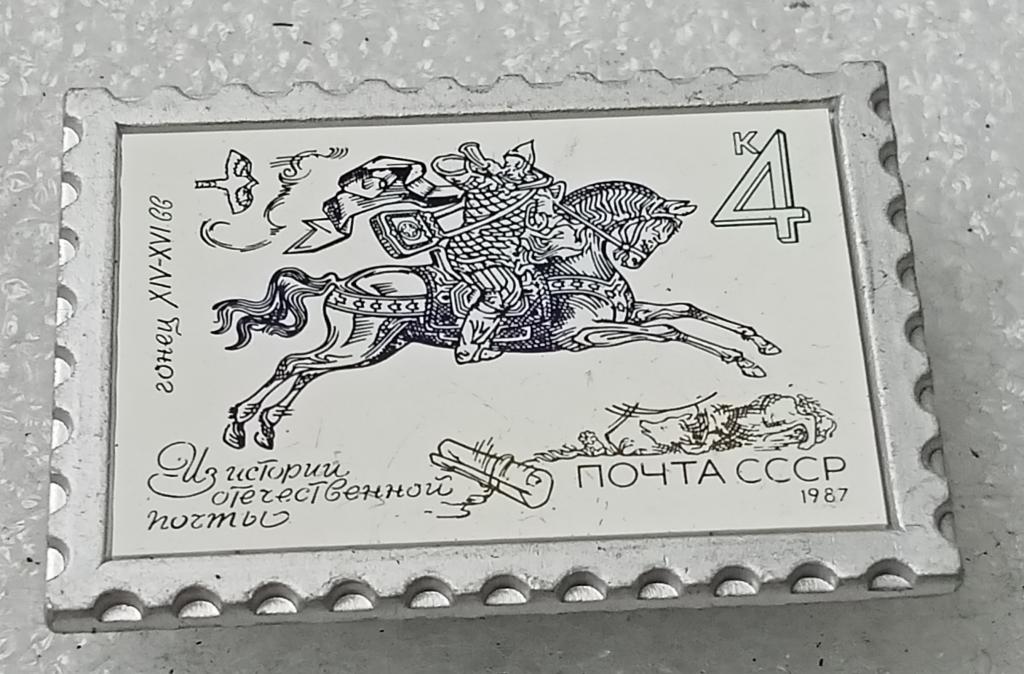 К 4
гонец XIV-XVI вв
Из истории
отечественной
почты
ПОЧТА СССР
1987